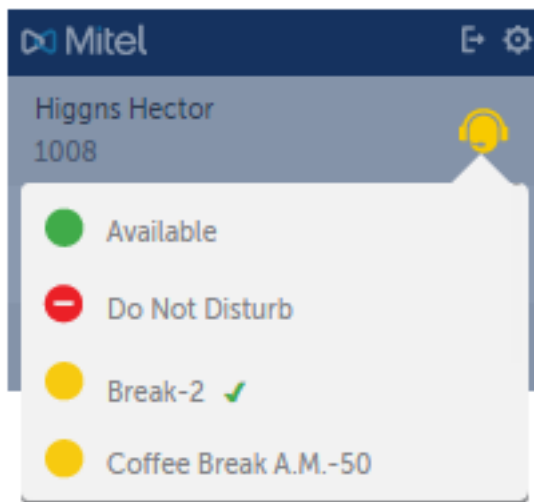 Mitel
Higgns Hector
1008
Available
Do Not Disturb
Break-2
Coffee Break A.M.-50